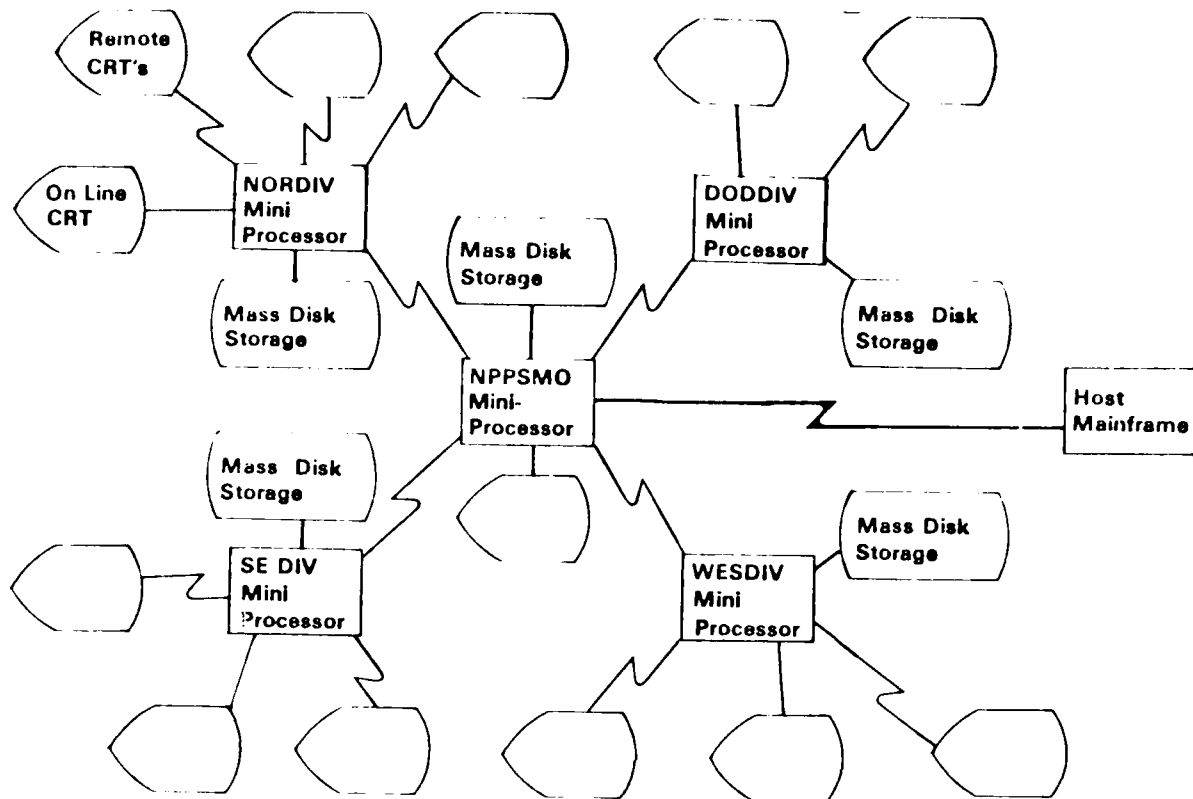 Remote
CRT's
On Line
CRT
NORDIV
Mini
Processor
DODDIV
Mini
Processor
Mass Disk
Storage
Mass Disk
Storage
Mass Disk
Storage
NPPSMO
Mini-
Processor
Host
Mainframe
Mass Disk
Storage
SE DIV
Mini
Processor
Mass Disk
Storage
WESDIV
Mini
Processor